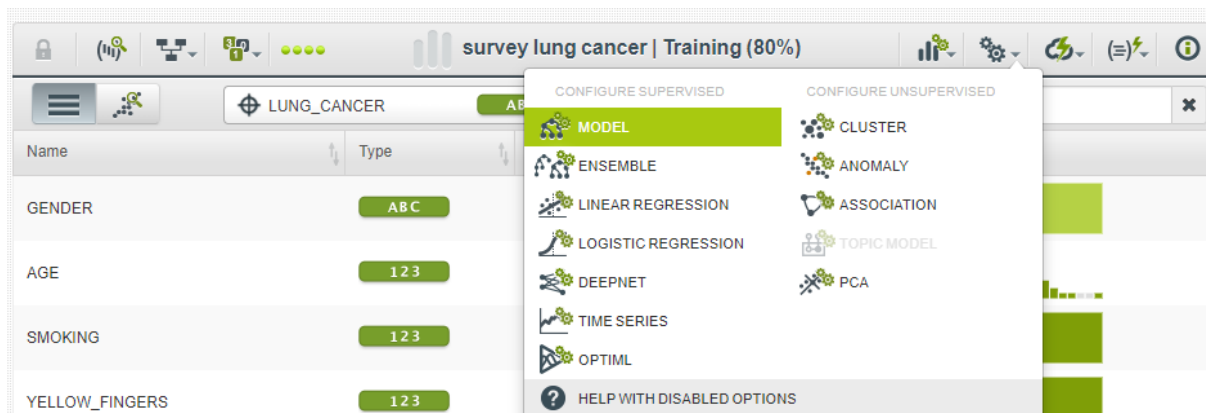 survey lung cancer | Training (80%)
LUNG_CANCER
CONFIGURE SUPERVISED
CONFIGURE UNSUPERVISED
MODEL
CLUSTER
ENSEMBLE
ANOMALY
LINEAR REGRESSION
ASSOCIATION
LOGISTIC REGRESSION
TOPIC MODEL
DEEPNET
PCA
TIME SERIES
OPTIML
HELP WITH DISABLED OPTIONS
Name
Type
GENDER
ABC
AGE
123
SMOKING
123
YELLOW_FINGERS
123